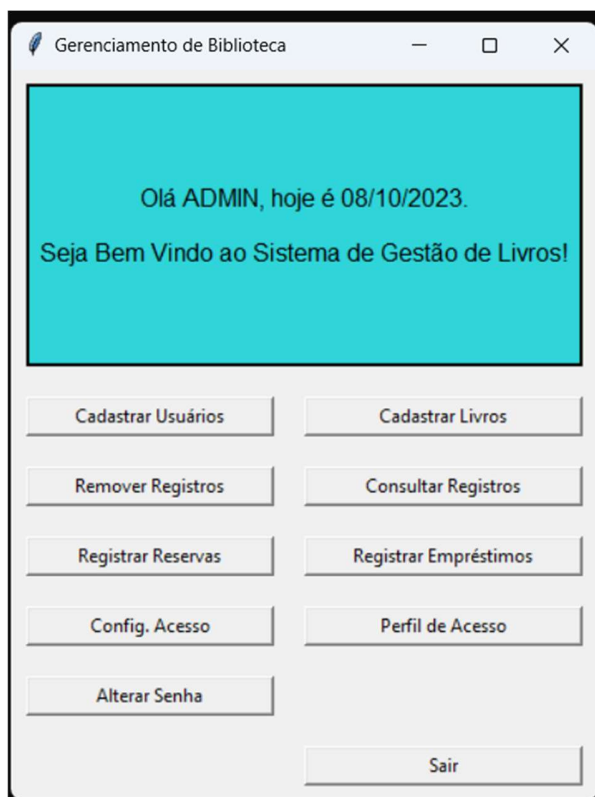 Gerenciamento de Biblioteca
Olá ADMIN, hoje é 08/10/2023.
Seja Bem Vindo ao Sistema de Gestão de Livros!
Cadastrar Usuários
Cadastrar Livros
Remover Registros
Consultar Registros
Registrar Reservas
Registrar Empréstimos
Config. Acesso
Perfil de Acesso
Alterar Senha
Sair